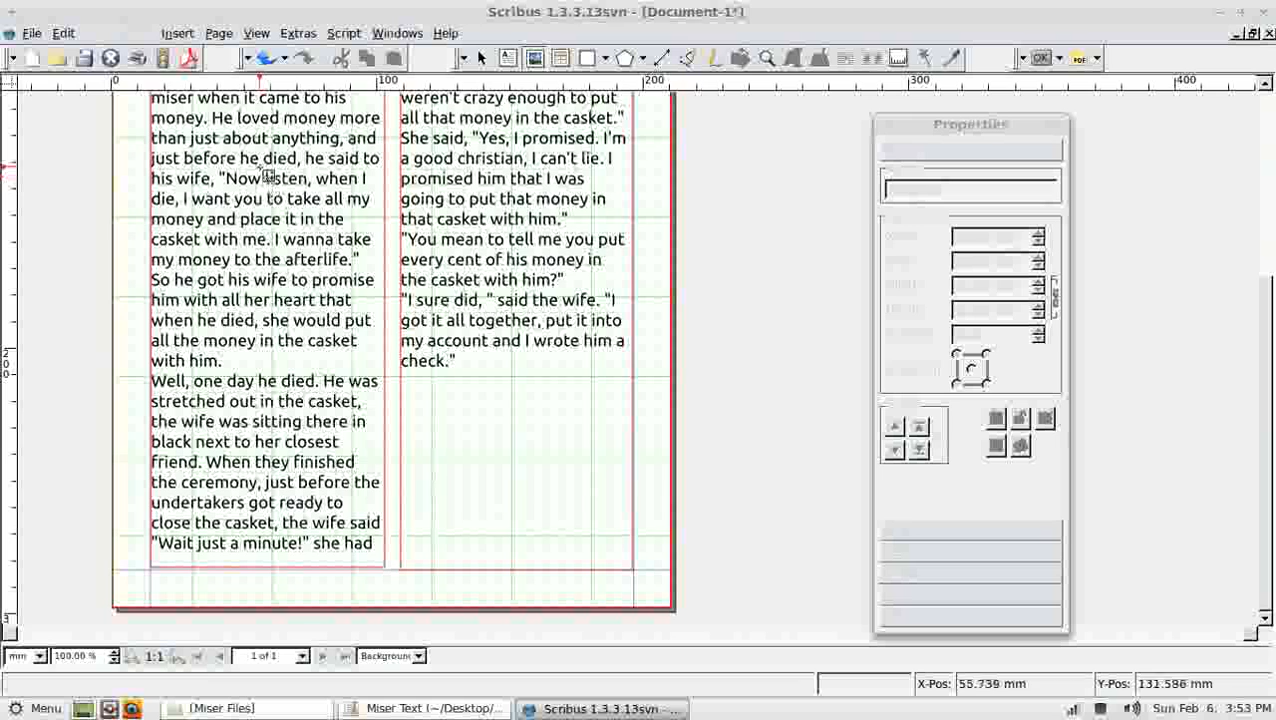 Scribus 1.3.3.13svn - [Document-1*]
File Edit Insert Page View Extras Script Windows Help
0 100 200 300 400
miser when it came to his
money. He loved money more
than just about anything, and
just before he died, he said to
his wife, "Now listen, when I
die, I want you to take all my
money and place it in the
casket with me. I wanna take
my money to the afterlife."
So he got his wife to promise
him with all her heart that
when he died, she would put
all the money in the casket
with him.
Well, one day he died. He was
stretched out in the casket,
the wife was sitting there in
black next to her closest
friend. When they finished
the ceremony, just before the
undertakers got ready to
close the casket, the wife said
"Wait just a minute!" she had
weren't crazy enough to put
all that money in the casket."
She said, "Yes, I promised. I'm
a good christian, I can't lie. I
promised him that I was
going to put that money in
that casket with him."
"You mean to tell me you put
every cent of his money in
the casket with him?"
"I sure did, " said the wife. "I
got it all together, put it into
my account and I wrote him a
check."
Properties
OK
PDF
2
0
0
3
mm 100.00 % 1:1 1 of 1 Background
X-Pos: 55.739 mm Y-Pos: 131.586 mm
Menu [Miser Files] Miser Text (~/Desktop/... Scribus 1.3.3.13svn - ... Sun Feb 6, 3:53 PM